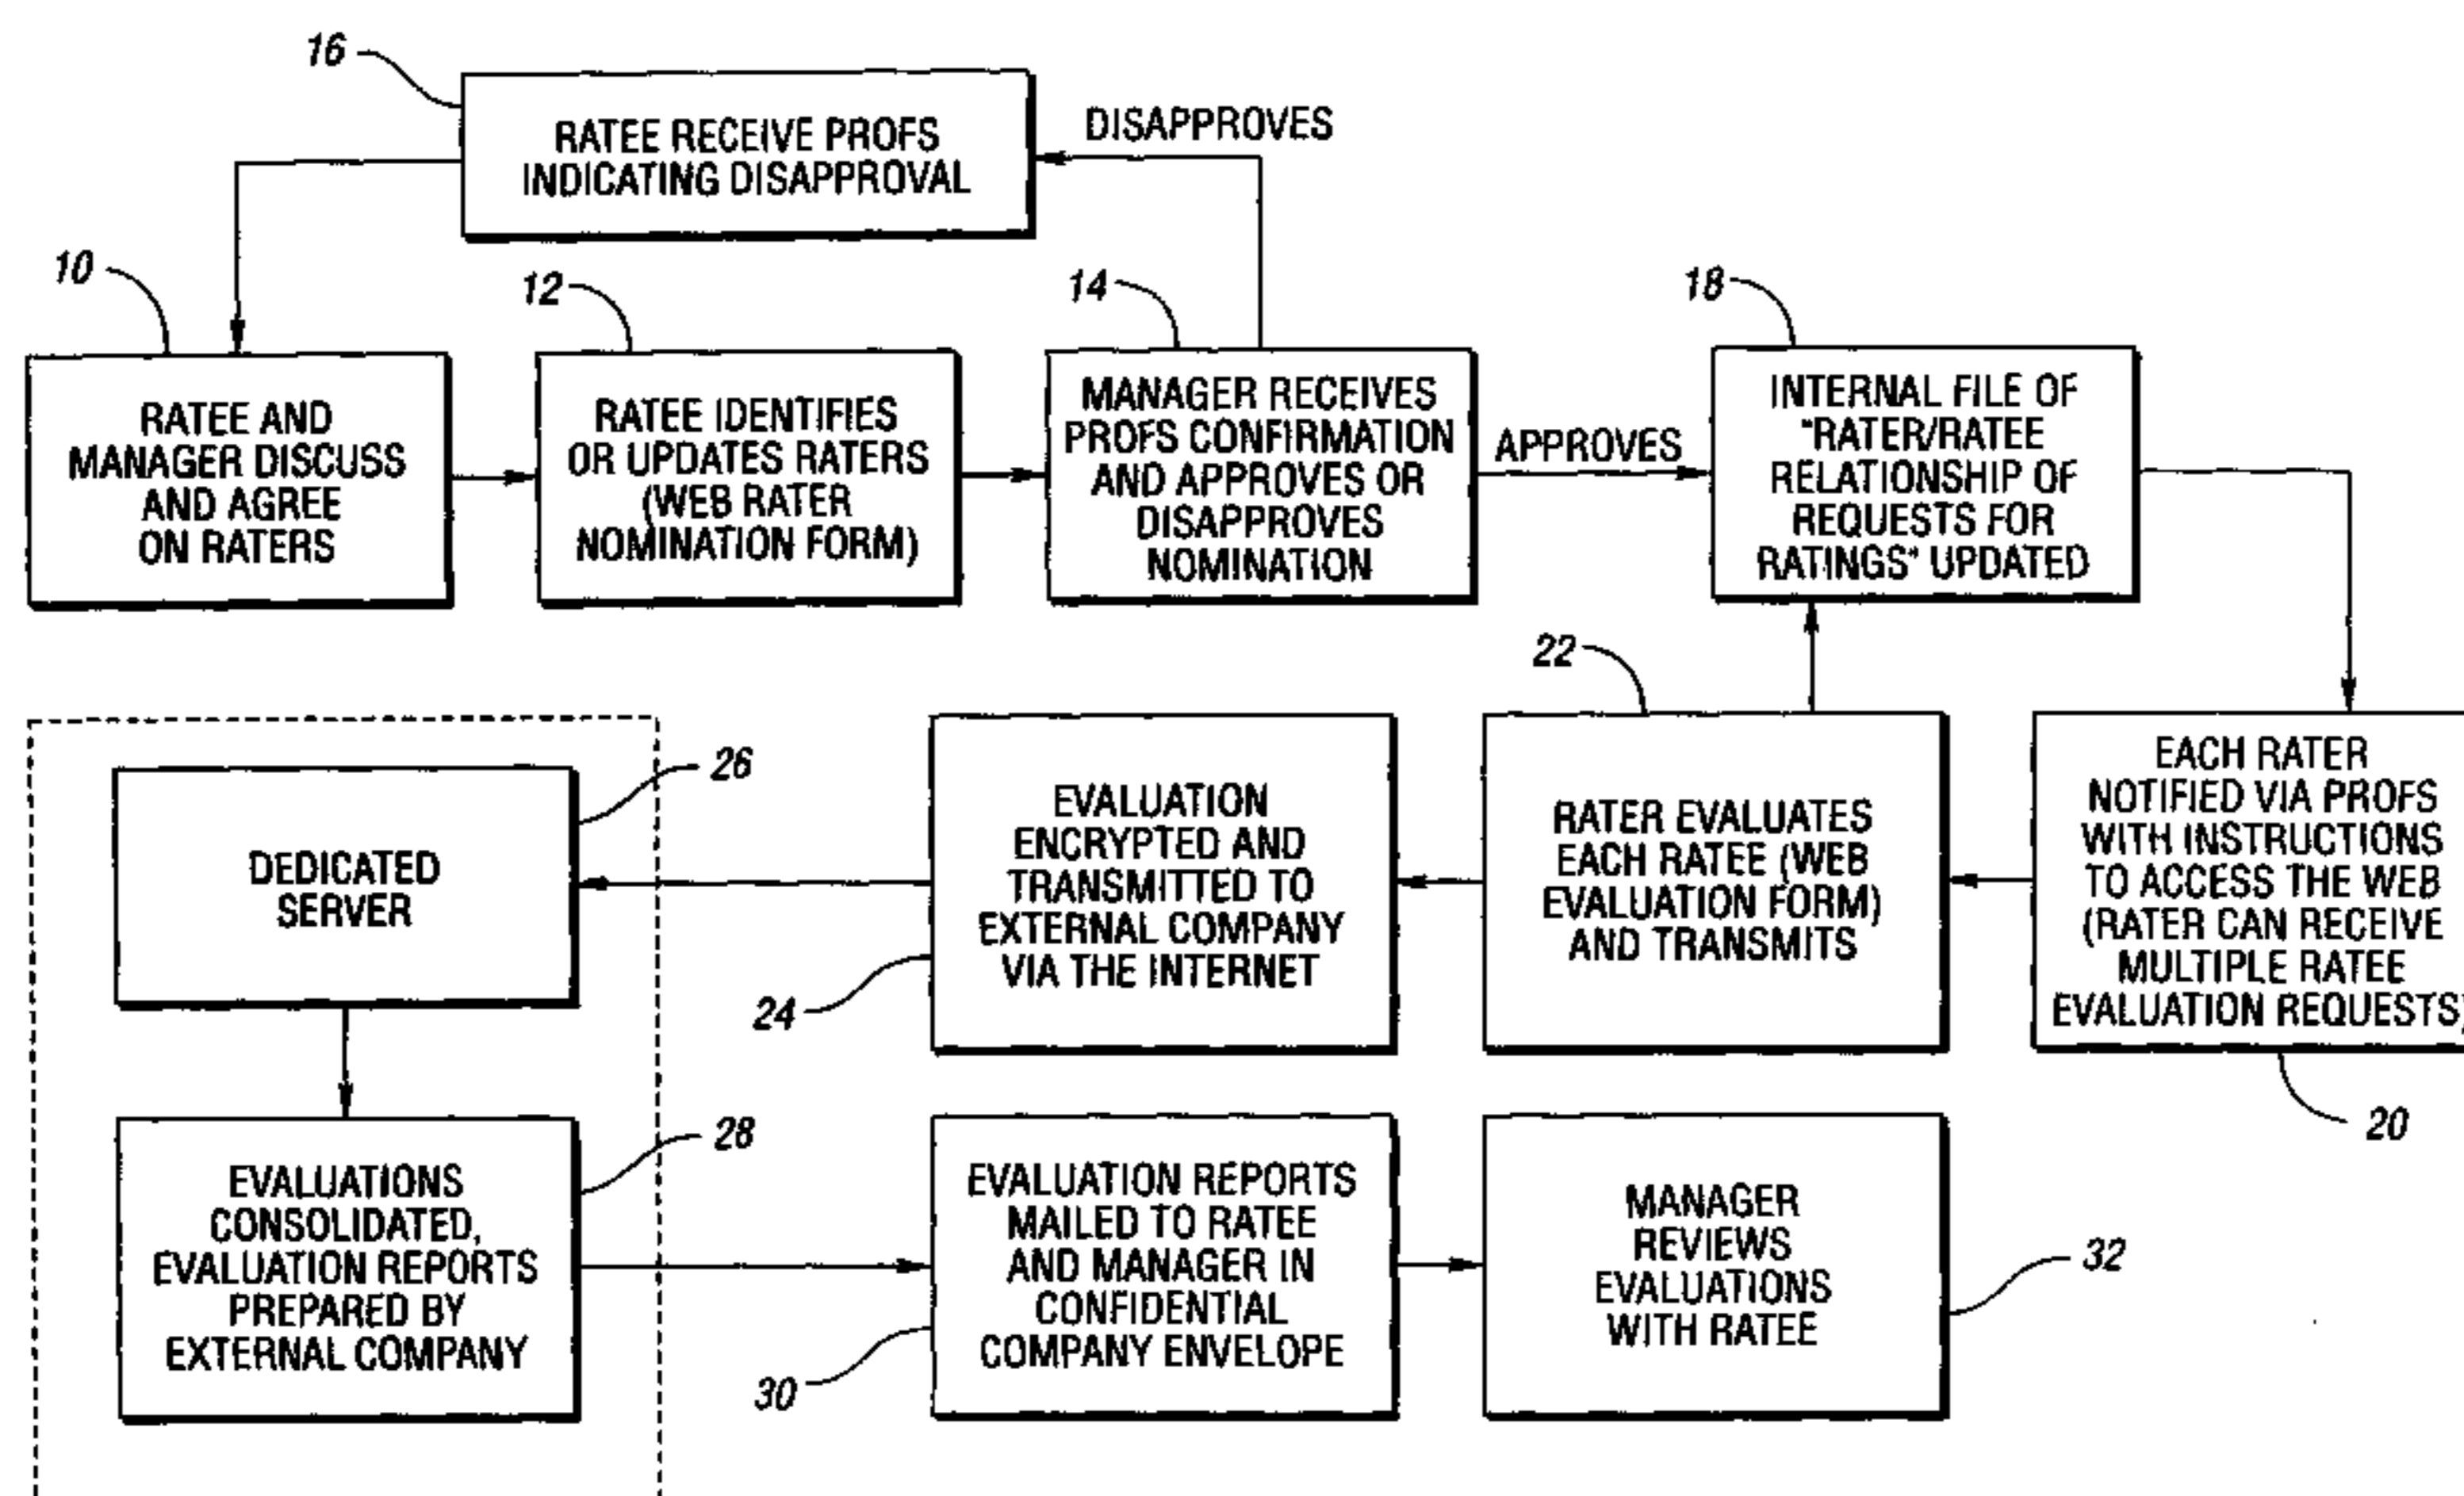 16
RATEE RECEIVE PROFS
INDICATING DISAPPROVAL
DISAPPROVES
10
RATEE AND
MANAGER DISCUSS
AND AGREE
ON RATERS
12
RATEE IDENTIFIES
OR UPDATES RATERS
(WEB RATER
NOMINATION FORM)
14
MANAGER RECEIVES
PROFS CONFIRMATION
AND APPROVES OR
DISAPPROVES
NOMINATION
APPROVES
18
INTERNAL FILE OF
"RATER/RATEE
RELATIONSHIP OF
REQUESTS FOR
RATINGS" UPDATED
EACH RATER
NOTIFIED VIA PROFS
WITH INSTRUCTIONS
TO ACCESS THE WEB
(RATER CAN RECEIVE
MULTIPLE RATEE
EVALUATION REQUESTS)
20
22
RATER EVALUATES
EACH RATEE (WEB
EVALUATION FORM)
AND TRANSMITS
EVALUATION
ENCRYPTED AND
TRANSMITTED TO
EXTERNAL COMPANY
VIA THE INTERNET
24
26
DEDICATED
SERVER
28
EVALUATIONS
CONSOLIDATED,
EVALUATION REPORTS
PREPARED BY
EXTERNAL COMPANY
EVALUATION REPORTS
MAILED TO RATEE
AND MANAGER IN
CONFIDENTIAL
COMPANY ENVELOPE
30
MANAGER
REVIEWS
EVALUATIONS
WITH RATEE
32